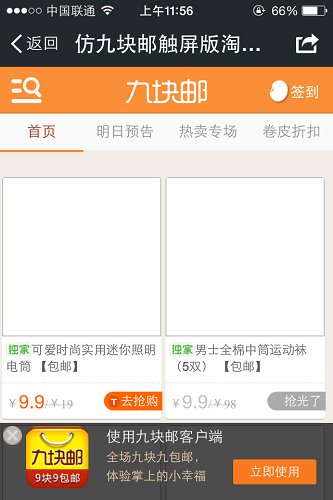 中国联通 上午11:56 66%
返回 仿九块邮触屏版淘...
九块邮 签到
首页 明日预告 热卖专场 卷皮折扣
独家 可爱时尚实用迷你照明
电筒 【包邮】
独家 男士全棉中筒运动袜
（5双） 【包邮】
¥9.9/¥19 T 去抢购
¥9.9/¥98 抢光了
九块邮
9块9包邮
使用九块邮客户端
全场九块九包邮，
体验掌上的小幸福
立即使用